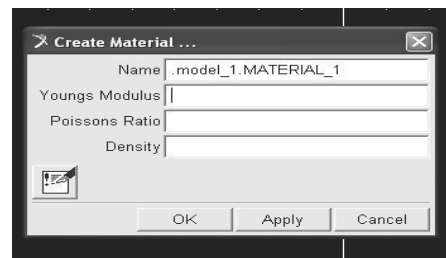 Create Material ...
Name .model_1.MATERIAL_1
Youngs Modulus
Poissons Ratio
Density
OK Apply Cancel